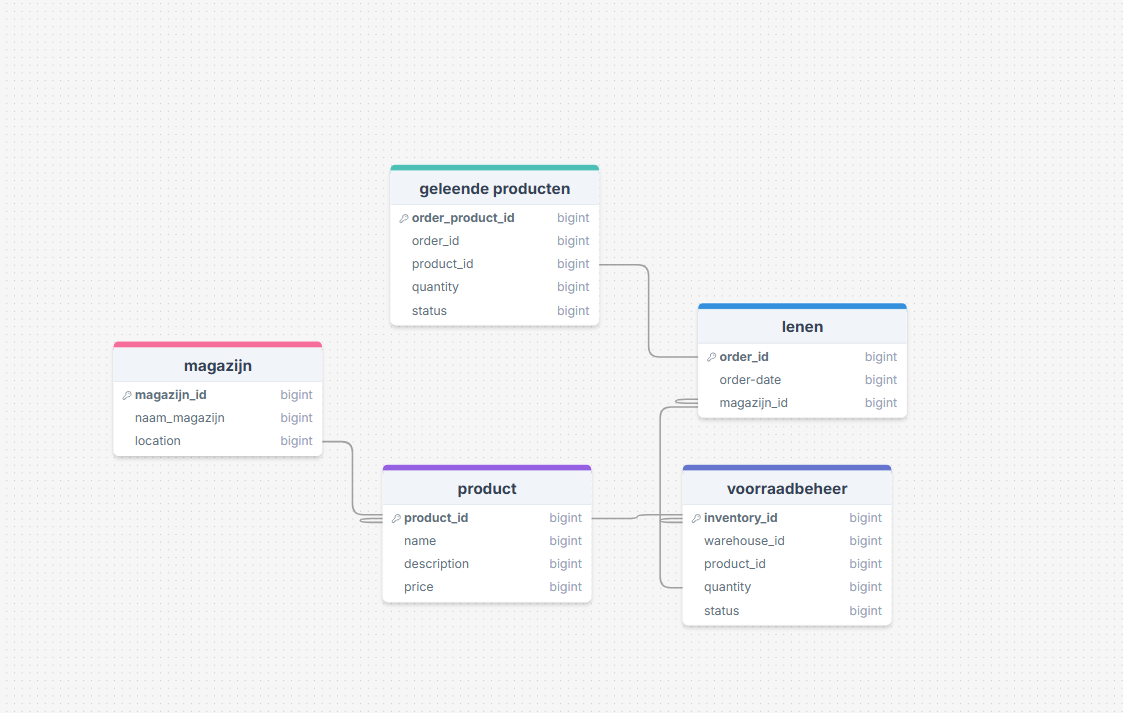 geleende producten
order_product_id bigint
order_id bigint
product_id bigint
quantity bigint
status bigint
lenen
order_id bigint
order-date bigint
magazijn_id bigint
magazijn
magazijn_id bigint
naam_magazijn bigint
location bigint
product
product_id bigint
name bigint
description bigint
price bigint
voorraadbeheer
inventory_id bigint
warehouse_id bigint
product_id bigint
quantity bigint
status bigint